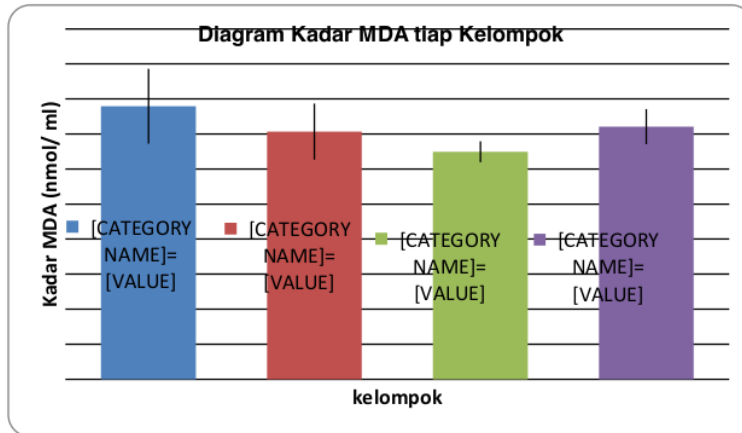 Diagram Kadar MDA tiap Kelompok
Kadar MDA (nmol/ ml)
[CATEGORY
NAME]=
[VALUE]
[CATEGORY
NAME]=
[VALUE]
[CATEGORY
NAME]=
[VALUE]
[CATEGORY
NAME]=
[VALUE]
kelompok